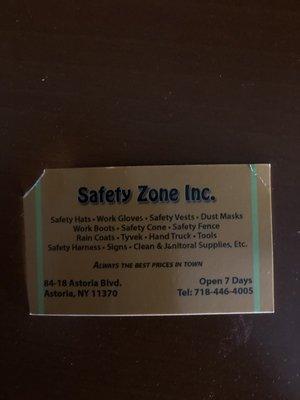 Safety Zone Inc.
Safety Hats • Work Gloves • Safety Vests • Dust Masks
Work Boots • Safety Cone • Safety Fence
Rain Coats • Tyvek • Hand Truck • Tools
Safety Harness • Signs • Clean & Janitoral Supplies, Etc.
ALWAYS THE BEST PRICES IN TOWN
84-18 Astoria Blvd.
Open 7 Days
Astoria, NY 11370
Tel: 718-446-4005